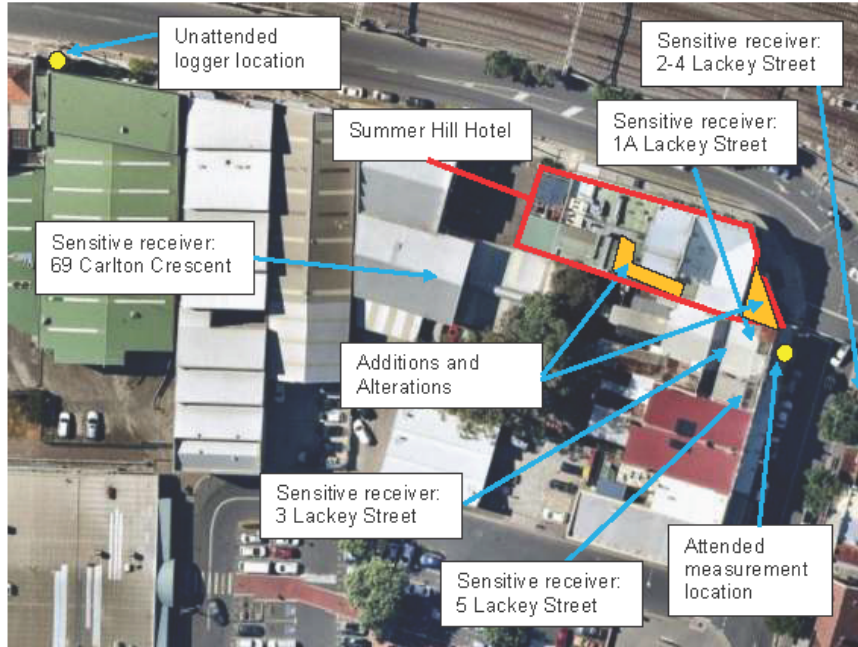 Unattended
logger location
Sensitive receiver:
2-4 Lackey Street
Summer Hill Hotel
Sensitive receiver:
1A Lackey Street
Sensitive receiver:
69 Carlton Crescent
Additions and
Alterations
Sensitive receiver:
3 Lackey Street
Sensitive receiver:
5 Lackey Street
Attended
measurement
location